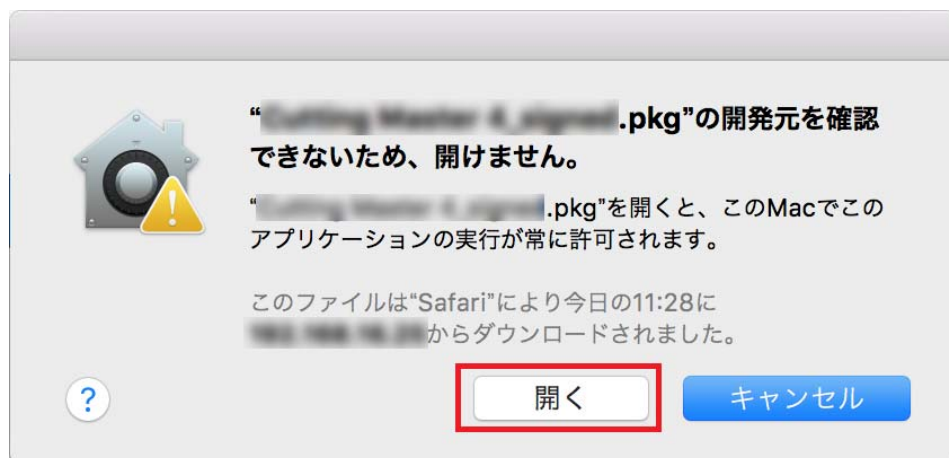 “ .pkg”の開発元を確認
できないため、開けません。
“ .pkg”を開くと、このMacでこの
アプリケーションの実行が常に許可されます。
このファイルは“Safari”により今日の11:28に
からダウンロードされました。
?
開く
キャンセル